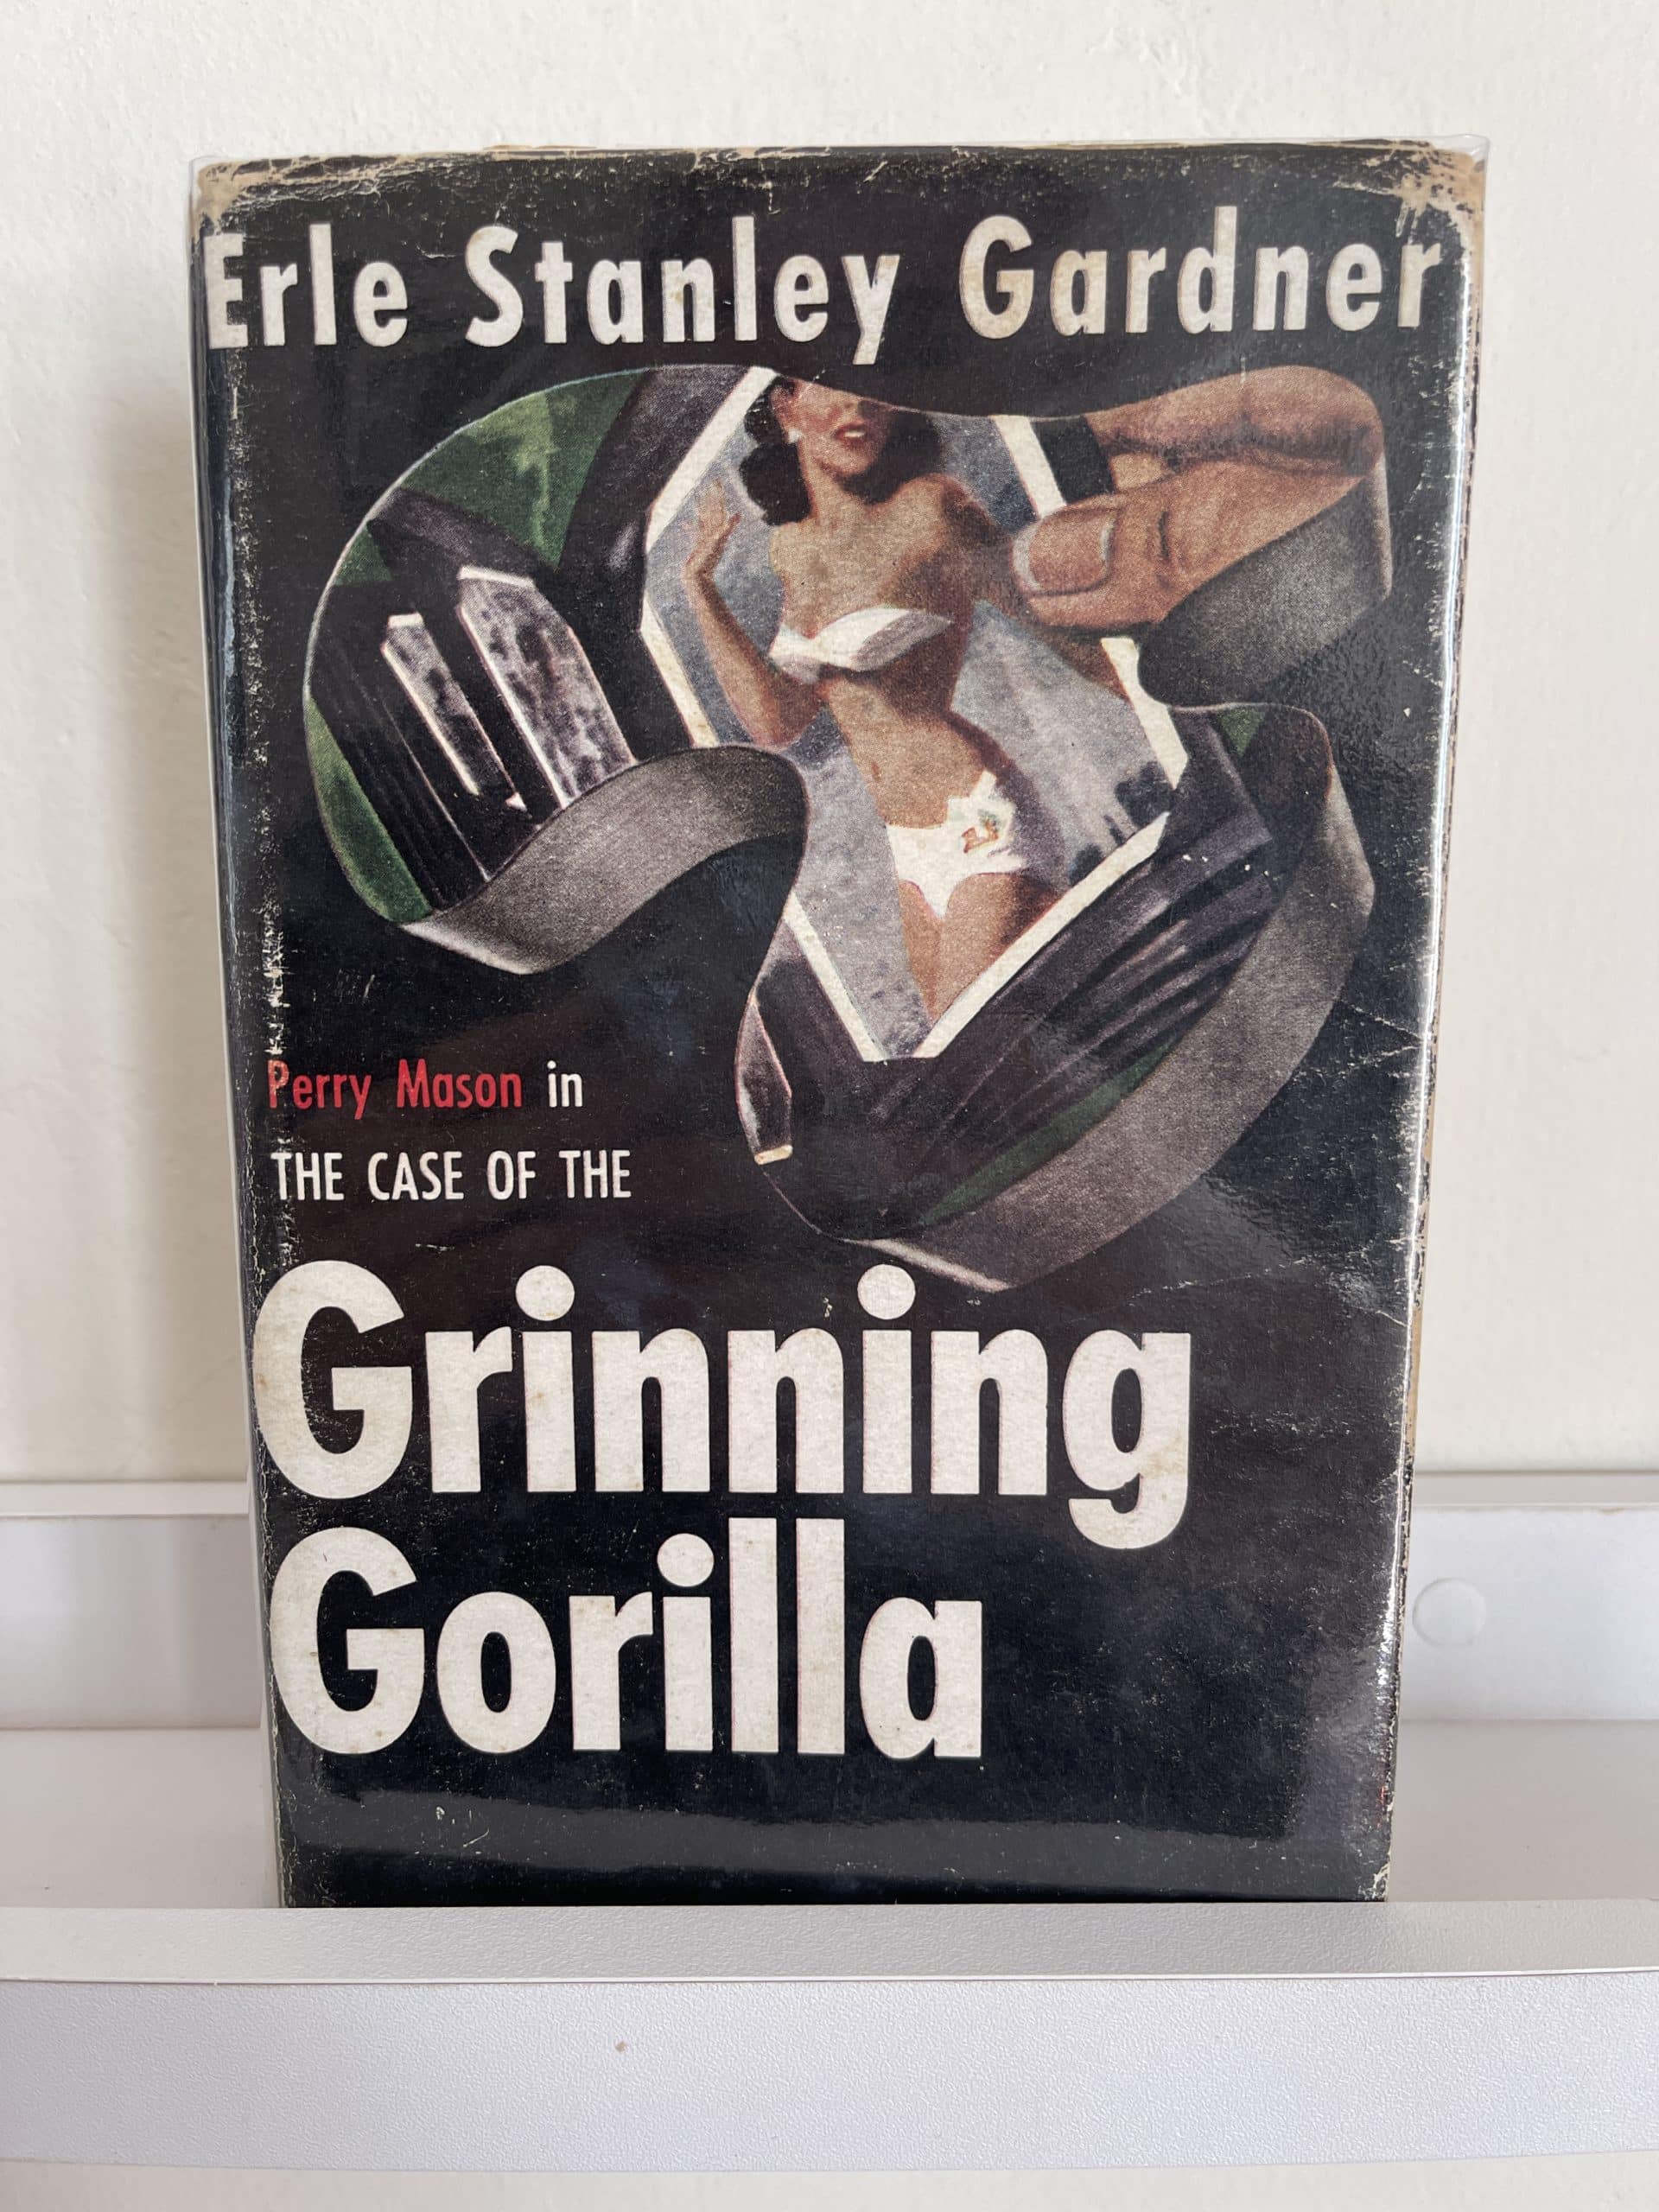 Erle Stanley Gardner
Perry Mason in
THE CASE OF THE
Grinning
Gorilla